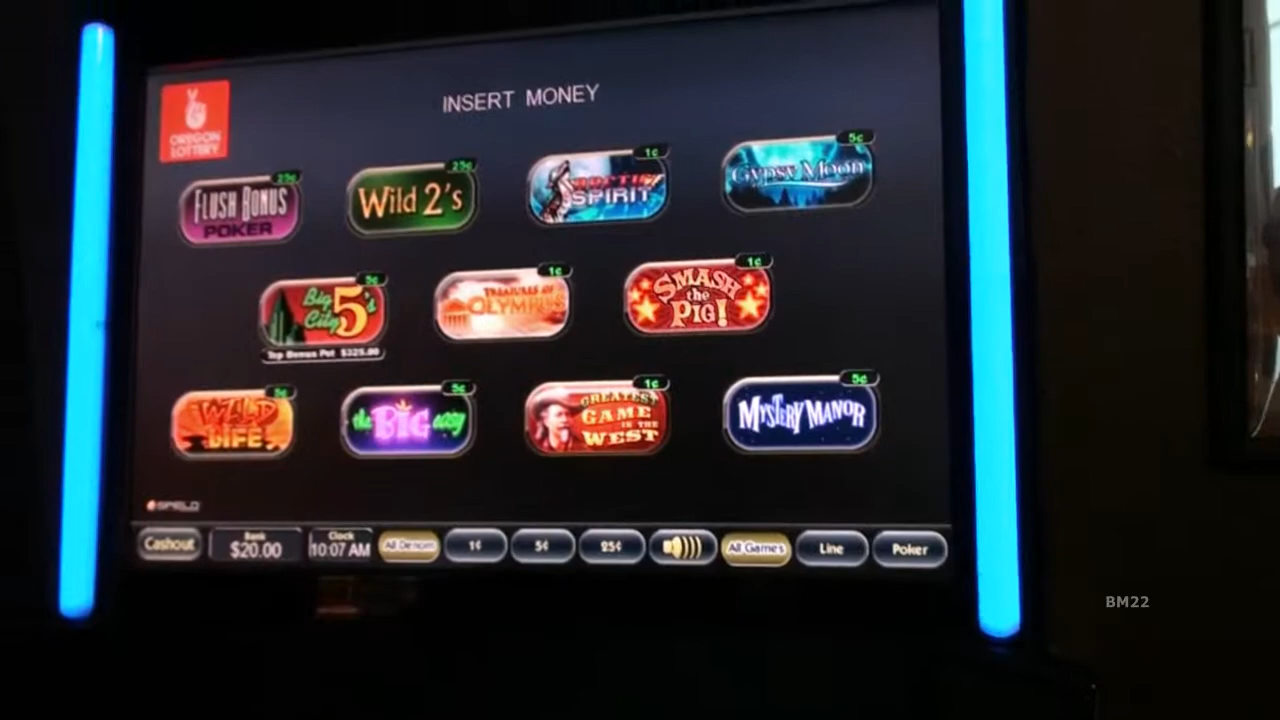 INSERT MONEY
OREGON
LOTTERY
25¢
FLUSH BONUS
POKER
25¢
Wild 2's
1¢
ARCTIC
SPIRIT
5¢
Gypsy Moon
5¢
Big
City 5's
Top Bonus Pot $325.00
1¢
TREASURES OF
OLYMPUS
1¢
SMASH
the
PIG!
5¢
WILD
LIFE
5¢
the BIG easy
1¢
GREATEST
GAME
IN THE
WEST
5¢
MYSTERY MANOR
SPIELO
Cashout
Bank
$20.00
Clock
10:07 AM
All Denom
1¢
5¢
25¢
All Games
Line
Poker
BM22